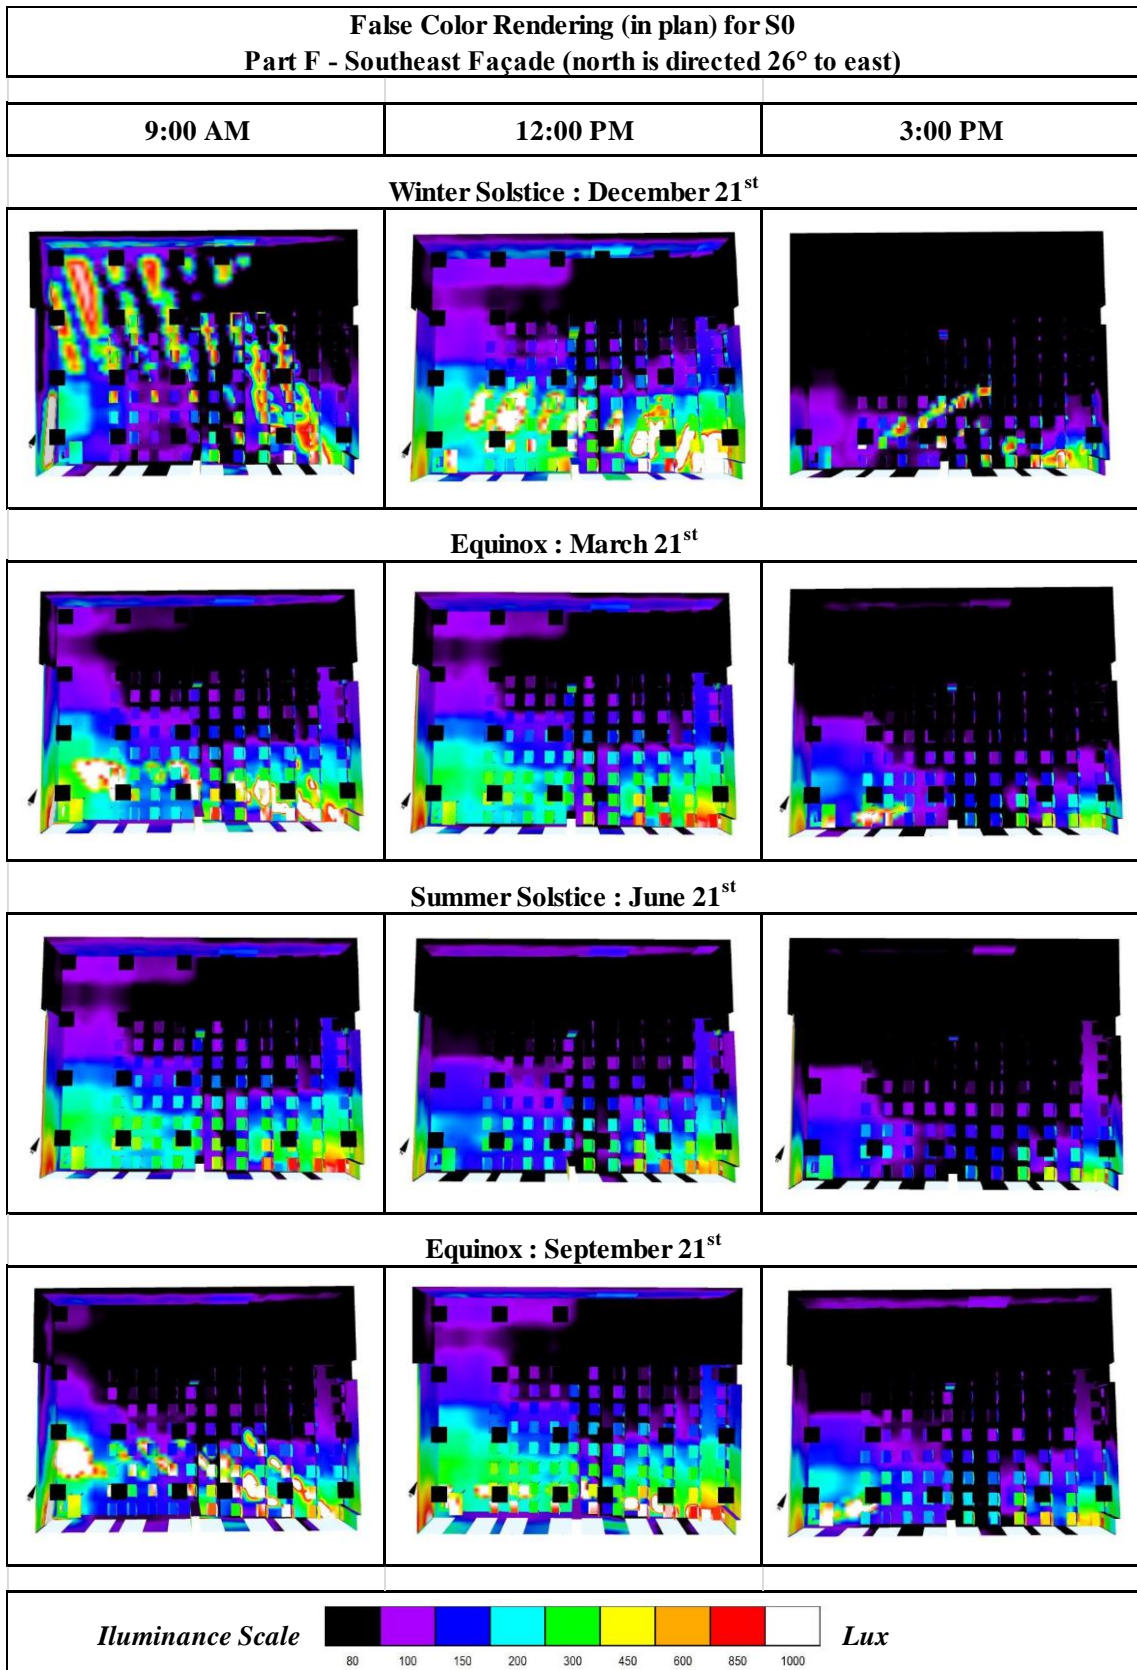 False Color Rendering (in plan) for S0
Part F - Southeast Façade (north is directed 26° to east)
9:00 AM 12:00 PM 3:00 PM
Winter Solstice : December 21st
Equinox : March 21st
Summer Solstice : June 21st
Equinox : September 21st
Iluminance Scale Lux
80 100 150 200 300 450 600 850 1000